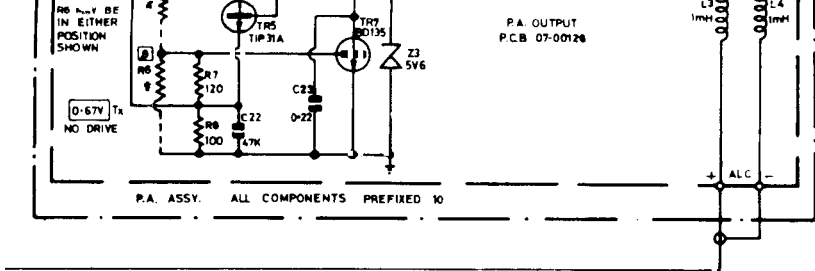 R6 MAY BE
IN EITHER
POSITION
SHOWN
TR5
TIP31A
TR7
BD135
Z3
5V6
P.A. OUTPUT
P.C.B 07-00126
L3
1mH
L4
1mH
R6
R7
120
C23
0·22
0·67V Tx
NO DRIVE
R8
100
C22
47K
+ ALC -
P.A. ASSY. ALL COMPONENTS PREFIXED 10